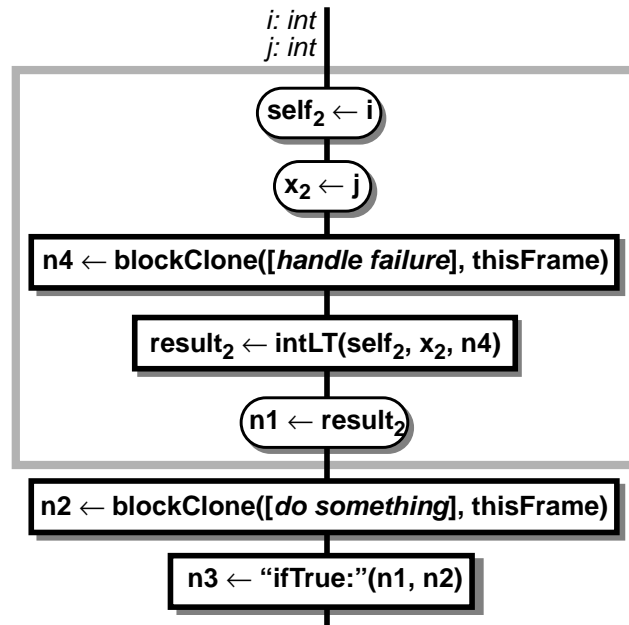 i: int
j: int
self₂ ← i
x₂ ← j
n4 ← blockClone([handle failure], thisFrame)
result₂ ← intLT(self₂, x₂, n4)
n1 ← result₂
n2 ← blockClone([do something], thisFrame)
n3 ← “ifTrue:”(n1, n2)